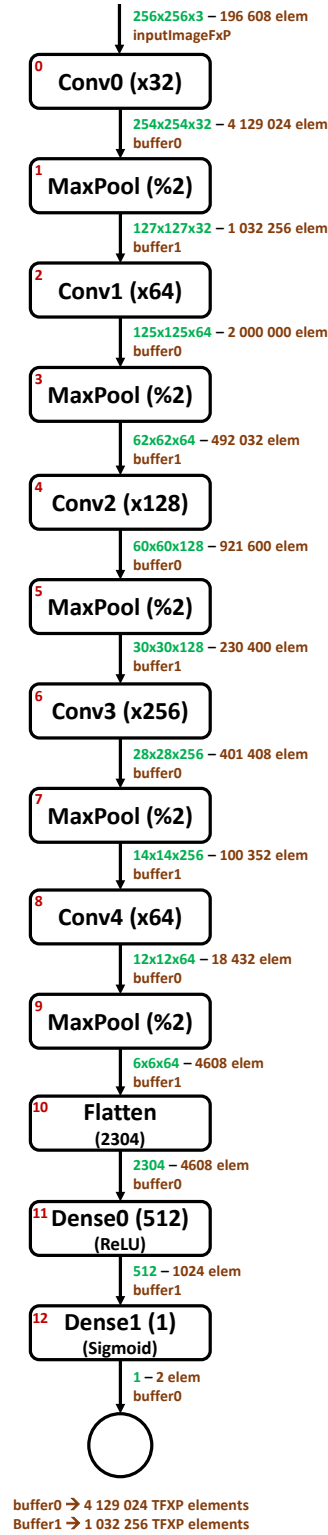 256x256x3 – 196 608 elem
inputImageFxP
0
Conv0 (x32)
254x254x32 – 4 129 024 elem
buffer0
1
MaxPool (%2)
127x127x32 – 1 032 256 elem
buffer1
2
Conv1 (x64)
125x125x64 – 2 000 000 elem
buffer0
3
MaxPool (%2)
62x62x64 – 492 032 elem
buffer1
4
Conv2 (x128)
60x60x128 – 921 600 elem
buffer0
5
MaxPool (%2)
30x30x128 – 230 400 elem
buffer1
6
Conv3 (x256)
28x28x256 – 401 408 elem
buffer0
7
MaxPool (%2)
14x14x256 – 100 352 elem
buffer1
8
Conv4 (x64)
12x12x64 – 18 432 elem
buffer0
9
MaxPool (%2)
6x6x64 – 4608 elem
buffer1
10
Flatten
(2304)
2304 – 4608 elem
buffer0
11
Dense0 (512)
(ReLU)
512 – 1024 elem
buffer1
12
Dense1 (1)
(Sigmoid)
1 – 2 elem
buffer0
buffer0 → 4 129 024 TFXP elements
Buffer1 → 1 032 256 TFXP elements